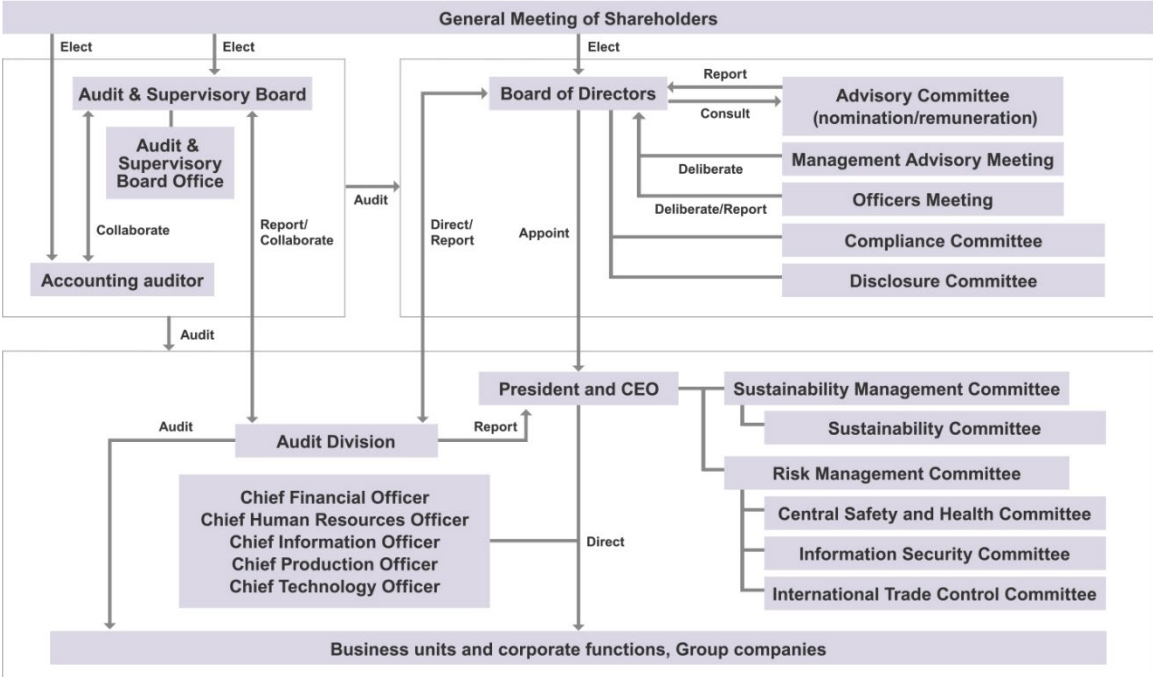 General Meeting of Shareholders
Elect
Elect
Elect
Audit & Supervisory Board
Audit &
Supervisory
Board Office
Collaborate
Report/
Collaborate
Accounting auditor
Audit
Audit
Board of Directors
Report
Consult
Advisory Committee
(nomination/remuneration)
Deliberate
Management Advisory Meeting
Deliberate/Report
Officers Meeting
Compliance Committee
Disclosure Committee
Direct/
Report
Appoint
President and CEO
Sustainability Management Committee
Sustainability Committee
Risk Management Committee
Central Safety and Health Committee
Information Security Committee
International Trade Control Committee
Audit
Audit Division
Report
Chief Financial Officer
Chief Human Resources Officer
Chief Information Officer
Chief Production Officer
Chief Technology Officer
Direct
Business units and corporate functions, Group companies